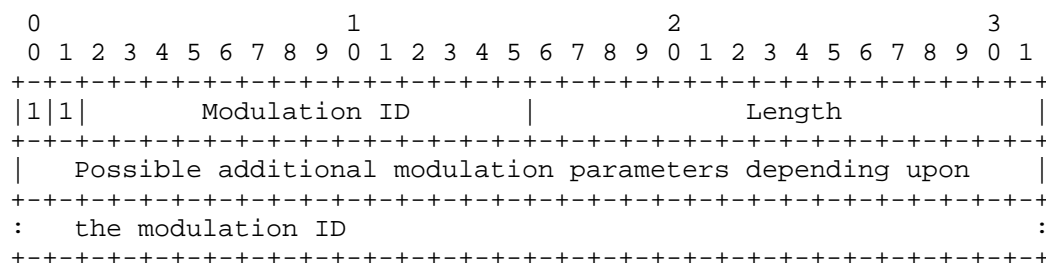 0                   1                   2                   3
 0 1 2 3 4 5 6 7 8 9 0 1 2 3 4 5 6 7 8 9 0 1 2 3 4 5 6 7 8 9 0 1
+-+-+-+-+-+-+-+-+-+-+-+-+-+-+-+-+-+-+-+-+-+-+-+-+-+-+-+-+-+-+-+-+
|1|1|       Modulation ID       |             Length            |
+-+-+-+-+-+-+-+-+-+-+-+-+-+-+-+-+-+-+-+-+-+-+-+-+-+-+-+-+-+-+-+-+
|   Possible additional modulation parameters depending upon    |
+-+-+-+-+-+-+-+-+-+-+-+-+-+-+-+-+-+-+-+-+-+-+-+-+-+-+-+-+-+-+-+-+
:   the modulation ID                                           :
+-+-+-+-+-+-+-+-+-+-+-+-+-+-+-+-+-+-+-+-+-+-+-+-+-+-+-+-+-+-+-+-+